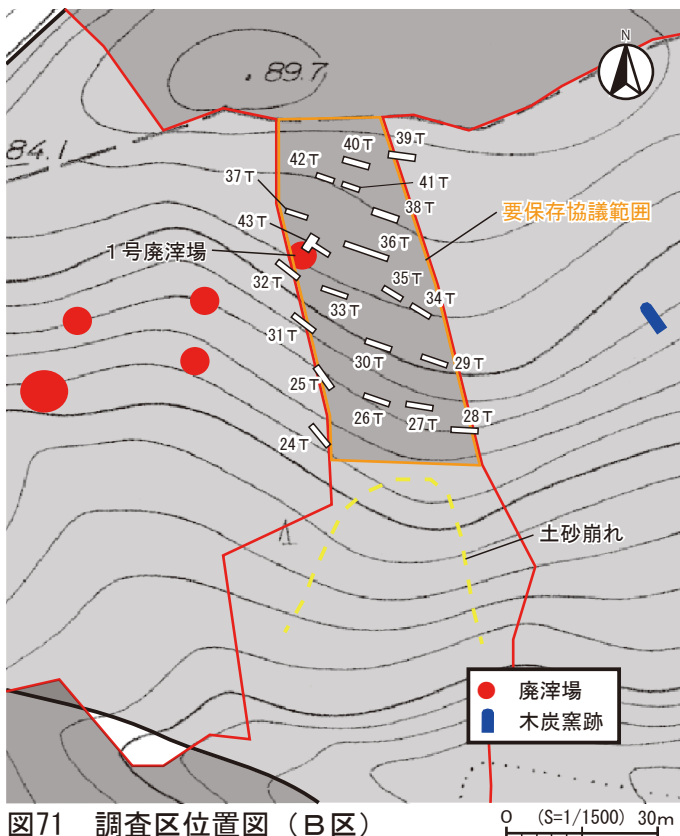 N
89.7
84.1
39T
40T
42T
41T
37T
38T
要保存協議範囲
43T
36T
1号廃滓場
35T
32T
34T
33T
31T
30T
29T
25T
26T
27T
28T
24T
土砂崩れ
廃滓場
木炭窯跡
図71 調査区位置図（B区）
0 (S=1/1500) 30m